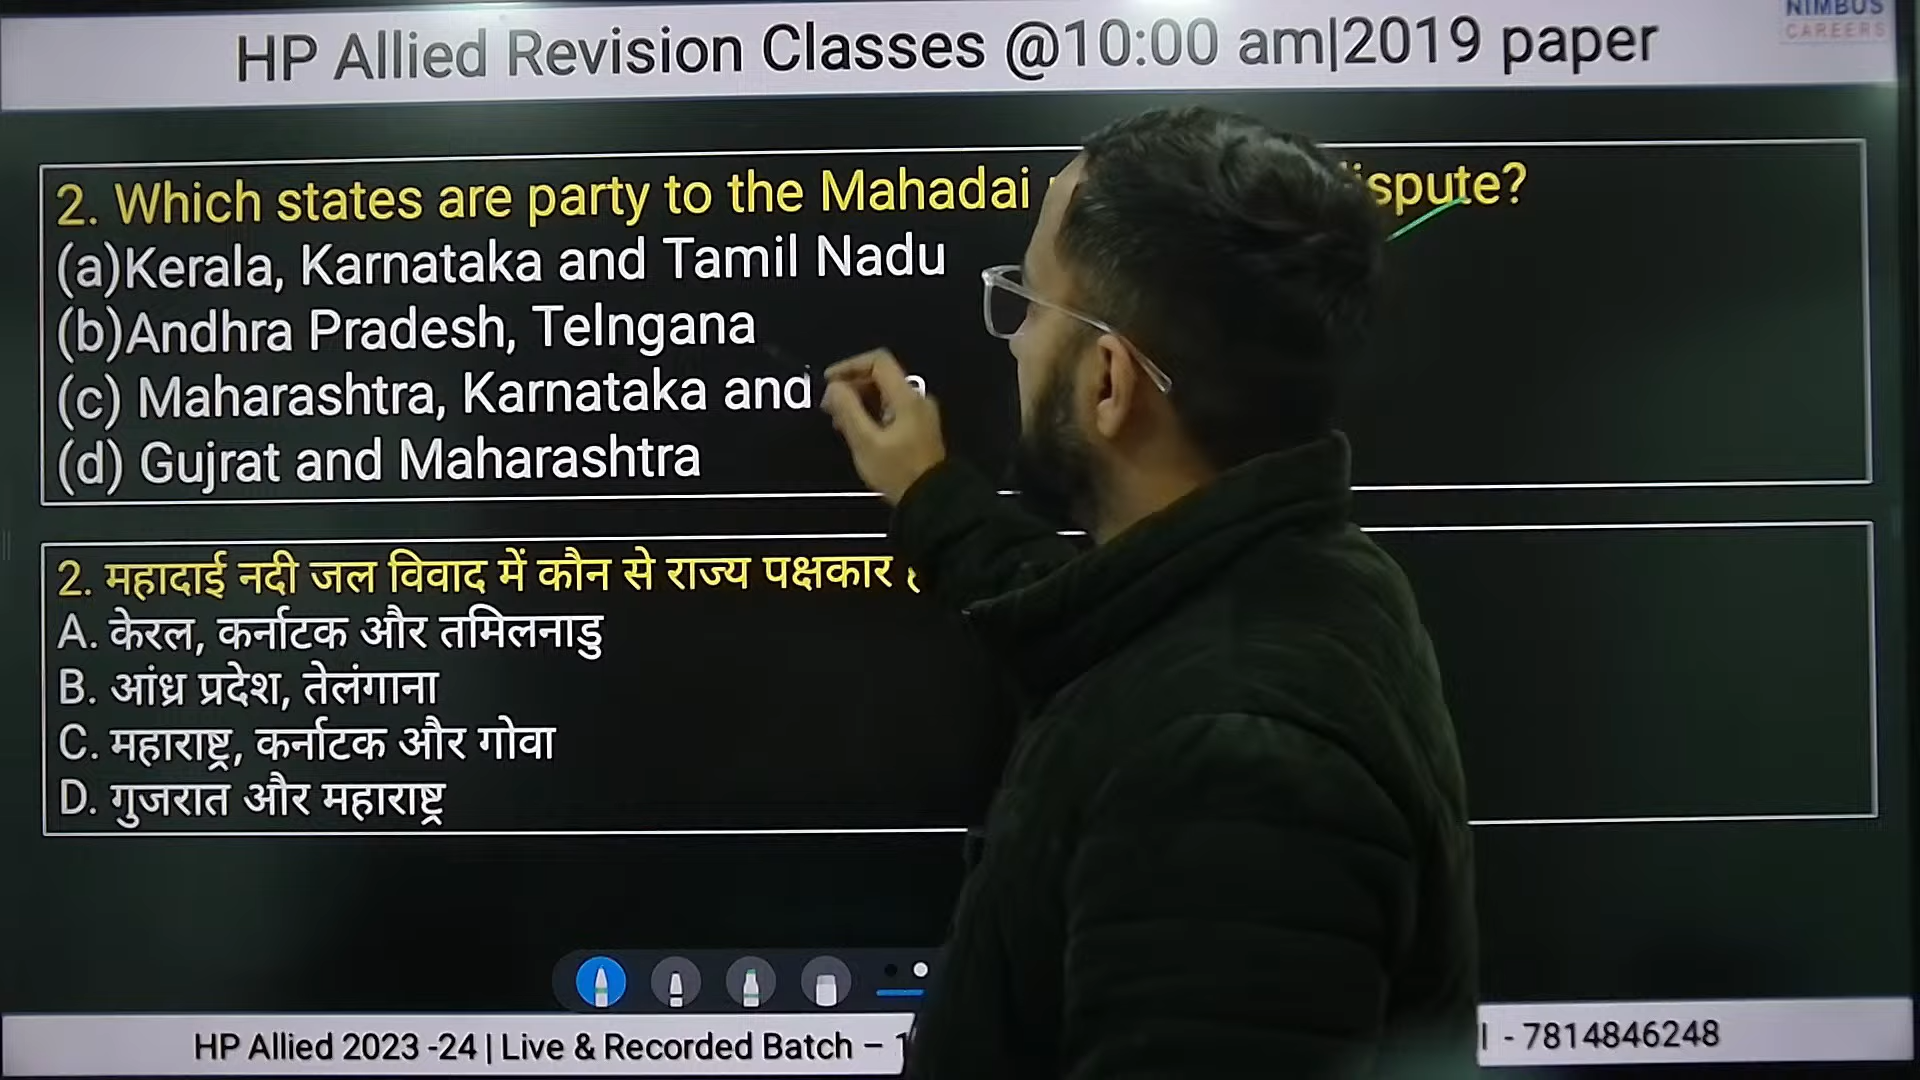 NIMBUS
CAREERS
HP Allied Revision Classes @10:00 am|2019 paper
2. Which states are party to the Mahadai ispute?
(a)Kerala, Karnataka and Tamil Nadu
(b)Andhra Pradesh, Telngana
(c) Maharashtra, Karnataka and
(d) Gujrat and Maharashtra
2. महादाई नदी जल विवाद में कौन से राज्य पक्षकार
A. केरल, कर्नाटक और तमिलनाडु
B. आंध्र प्रदेश, तेलंगाना
C. महाराष्ट्र, कर्नाटक और गोवा
D. गुजरात और महाराष्ट्र
HP Allied 2023 -24 | Live & Recorded Batch – - 7814846248